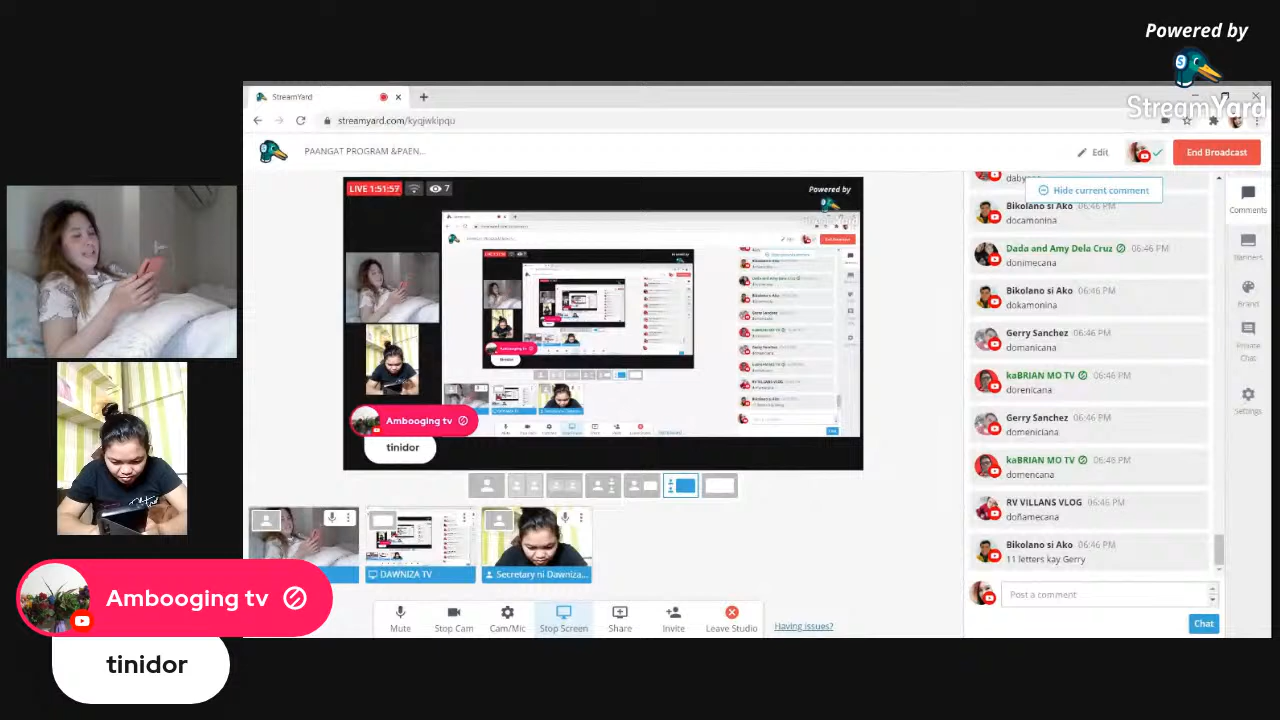 Powered by
StreamYard
StreamYard
streamyard.com/kyqjwkipqu
PAANGAT PROGRAM &PAEN...
Edit
End Broadcast
LIVE 1:51:57
7
Powered by
Ambooging tv
tinidor
Hide current comment
Bikolano si Ako 06:46 PM
docamonina
Dada and Amy Dela Cruz 06:46 PM
donimecana
Bikolano si Ako 06:46 PM
dokamonina
Gerry Sanchez 06:46 PM
domanicana
kaBRIAN MO TV 06:46 PM
dorenicana
Gerry Sanchez 06:46 PM
domeniciana
kaBRIAN MO TV 06:46 PM
domencana
RV VILLANS VLOG 06:46 PM
doflamecana
Bikolano si Ako 06:46 PM
11 letters kay Gerry
Post a comment
Chat
Comments
Banners
Brand
Private
Chat
Settings
DAWNIZA TV
Secretary ni Dawniza...
Mute
Stop Cam
Cam/Mic
Stop Screen
Share
Invite
Leave Studio
Having issues?
Ambooging tv
tinidor